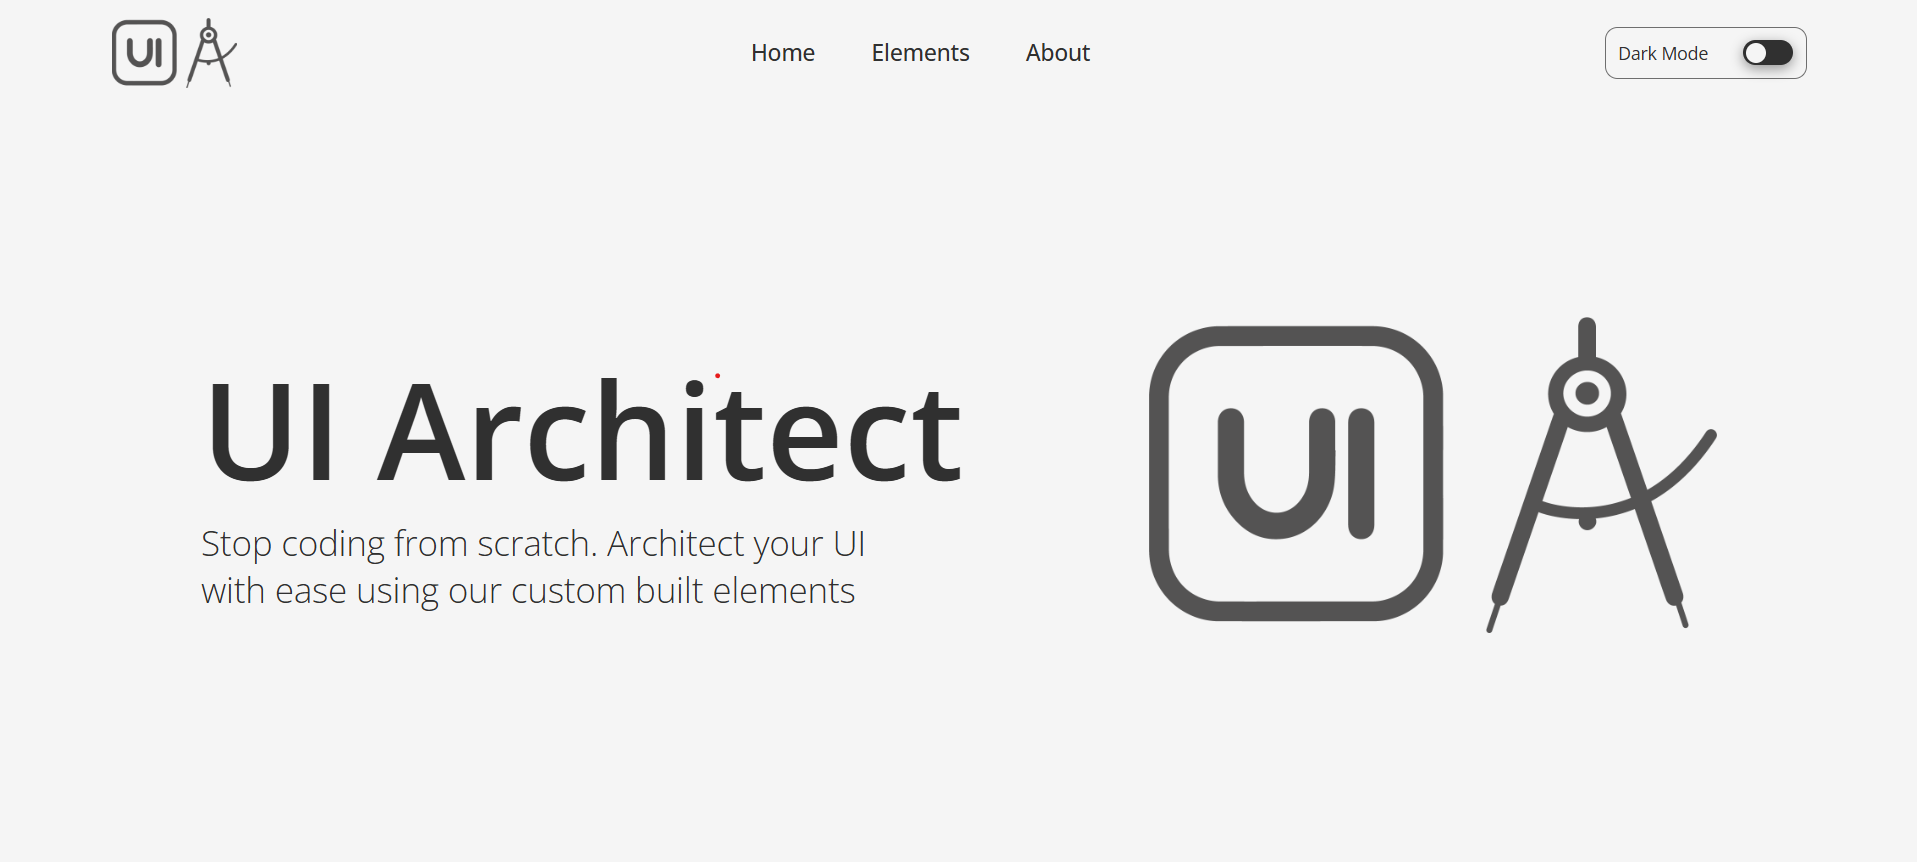 UI
Home
Elements
About
Dark Mode
UI Architect
Stop coding from scratch. Architect your UI
with ease using our custom built elements
UI